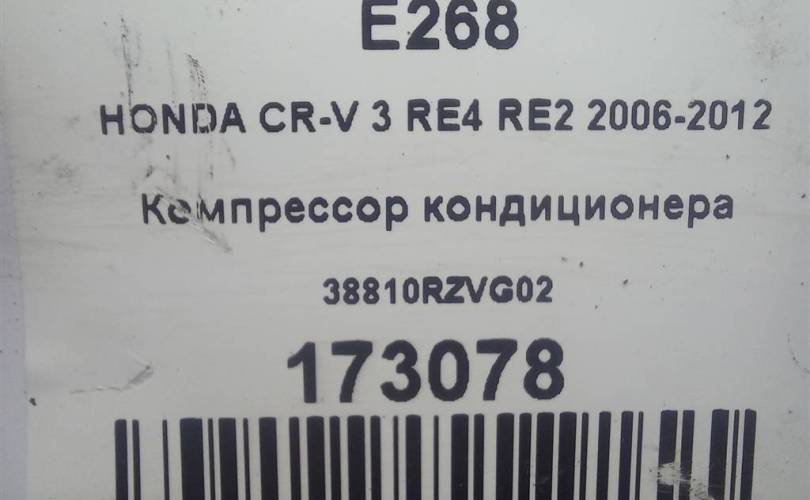 E268
HONDA CR-V 3 RE4 RE2 2006-2012
Компрессор кондиционера
38810RZVG02
173078